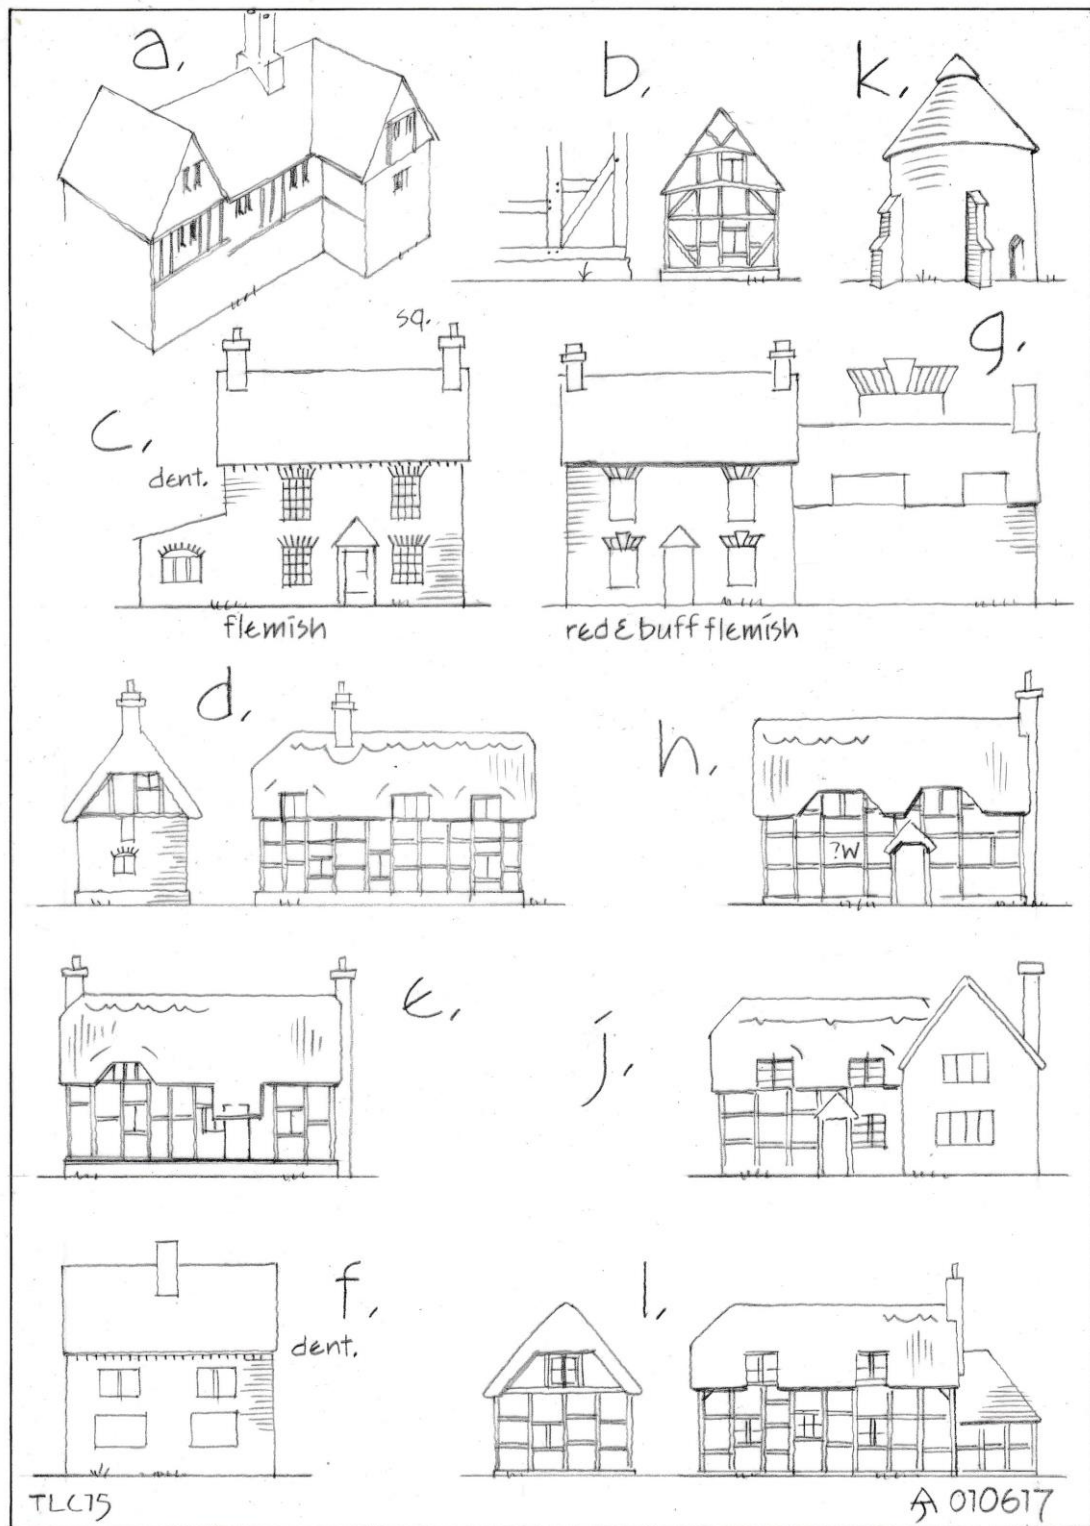 a,
b,
k,
sq.
g,
c,
dent.
flemish
red & buff flemish
d,
h,
?W
e,
j,
f,
dent.
l,
TLC15
010617